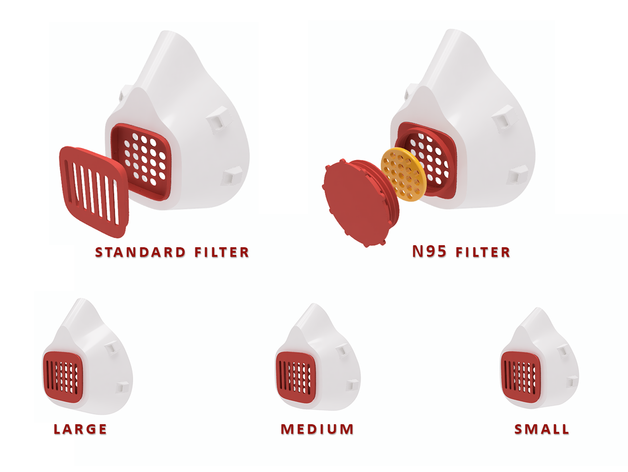 STANDARD FILTER
N95 FILTER
LARGE
MEDIUM
SMALL